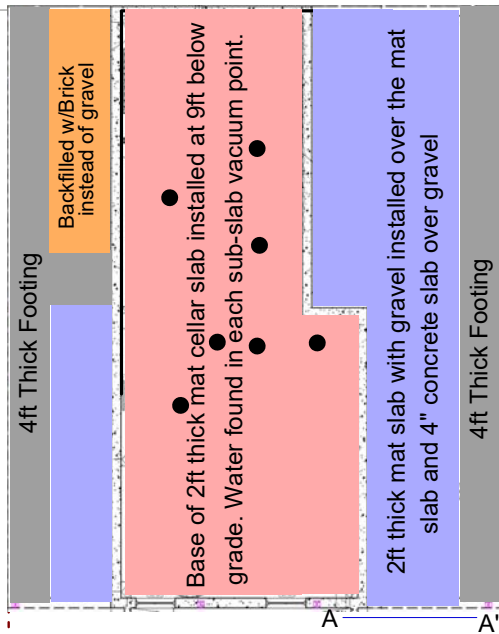 4ft Thick Footing
Backfilled w/Brick
instead of gravel
Base of 2ft thick mat cellar slab installed at 9ft below
grade. Water found in each sub-slab vacuum point.
2ft thick mat slab with gravel installed over the mat
slab and 4" concrete slab over gravel
4ft Thick Footing
A
A'